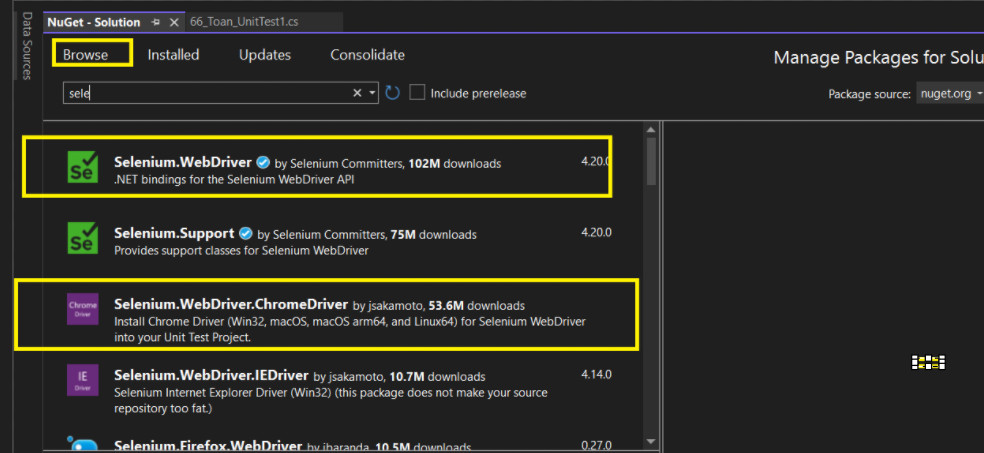 Data Sources
NuGet - Solution
66_Toan_UnitTest1.cs
Browse
Installed
Updates
Consolidate
Manage Packages for Solu
sele
Include prerelease
Package source: nuget.org
Se
Selenium.WebDriver by Selenium Committers, 102M downloads
4.20.0
.NET bindings for the Selenium WebDriver API
Se
Selenium.Support by Selenium Committers, 75M downloads
4.20.0
Provides support classes for Selenium WebDriver
Chrome
Driver
Selenium.WebDriver.ChromeDriver by jsakamoto, 53.6M downloads
Install Chrome Driver (Win32, macOS, macOS arm64, and Linux64) for Selenium WebDriver
into your Unit Test Project.
IE
Driver
Selenium.WebDriver.IEDriver by jsakamoto, 10.7M downloads
4.14.0
Selenium Internet Explorer Driver (Win32) (this package does not make your source
repository too fat.)
Selenium.Firefox.WebDriver by jbaranda, 10.5M downloads
0.27.0